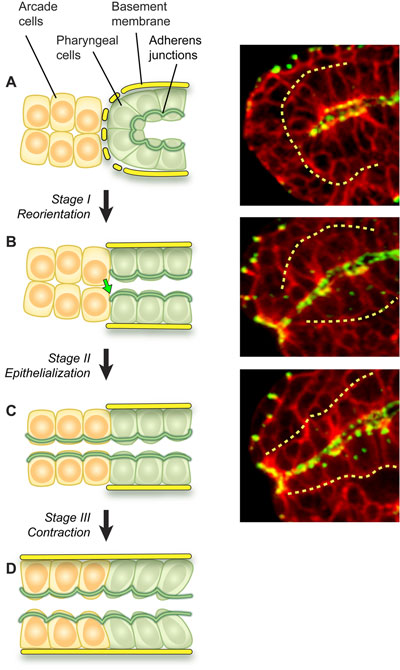 Arcade
cells
Basement
membrane
Pharyngeal
cells
Adherens
junctions
A
Stage I
Reorientation
B
Stage II
Epithelialization
C
Stage III
Contraction
D